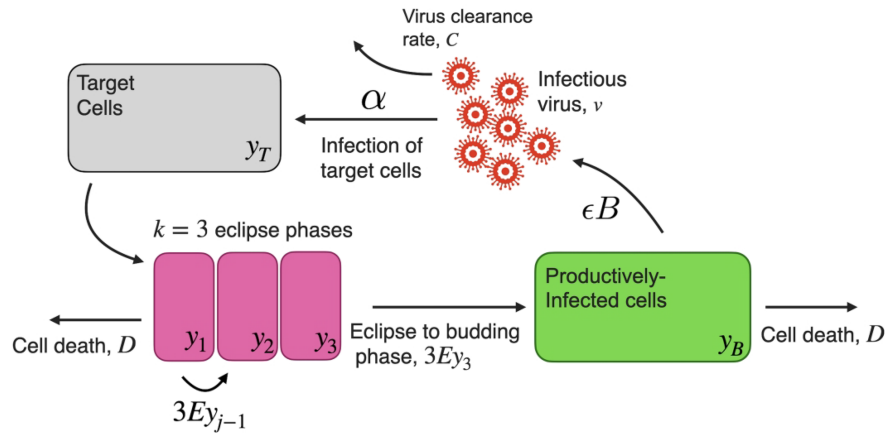 Virus clearance
rate, C
Target
Cells
y_T
α
Infectious
virus, v
Infection of
target cells
ϵB
k = 3 eclipse phases
y_1
y_2
y_3
Cell death, D
3Ey_{j−1}
Eclipse to budding
phase, 3Ey_3
Productively-
Infected cells
y_B
Cell death, D